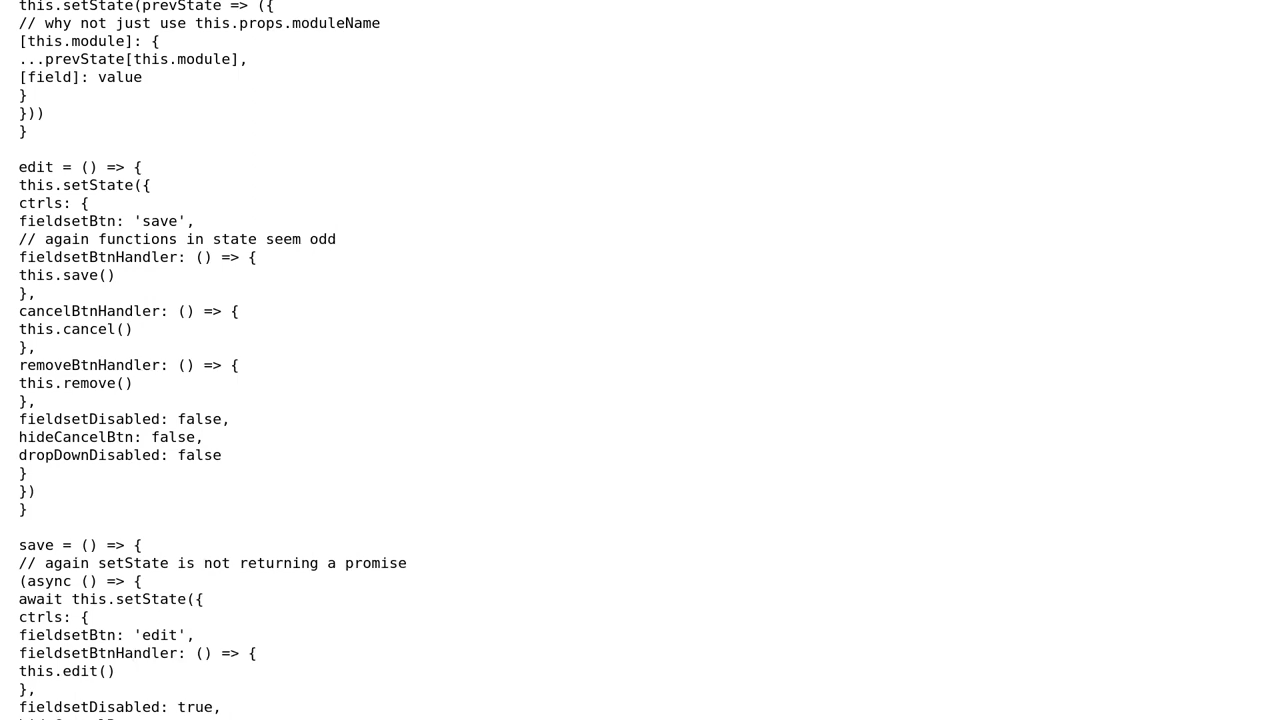 this.setState(prevState => ({
// why not just use this.props.moduleName
[this.module]: {
...prevState[this.module],
[field]: value
}
}))
}
edit = () => {
this.setState({
ctrls: {
fieldsetBtn: 'save',
// again functions in state seem odd
fieldsetBtnHandler: () => {
this.save()
},
cancelBtnHandler: () => {
this.cancel()
},
removeBtnHandler: () => {
this.remove()
},
fieldsetDisabled: false,
hideCancelBtn: false,
dropDownDisabled: false
}
})
}
save = () => {
// again setState is not returning a promise
(async () => {
await this.setState({
ctrls: {
fieldsetBtn: 'edit',
fieldsetBtnHandler: () => {
this.edit()
},
fieldsetDisabled: true,